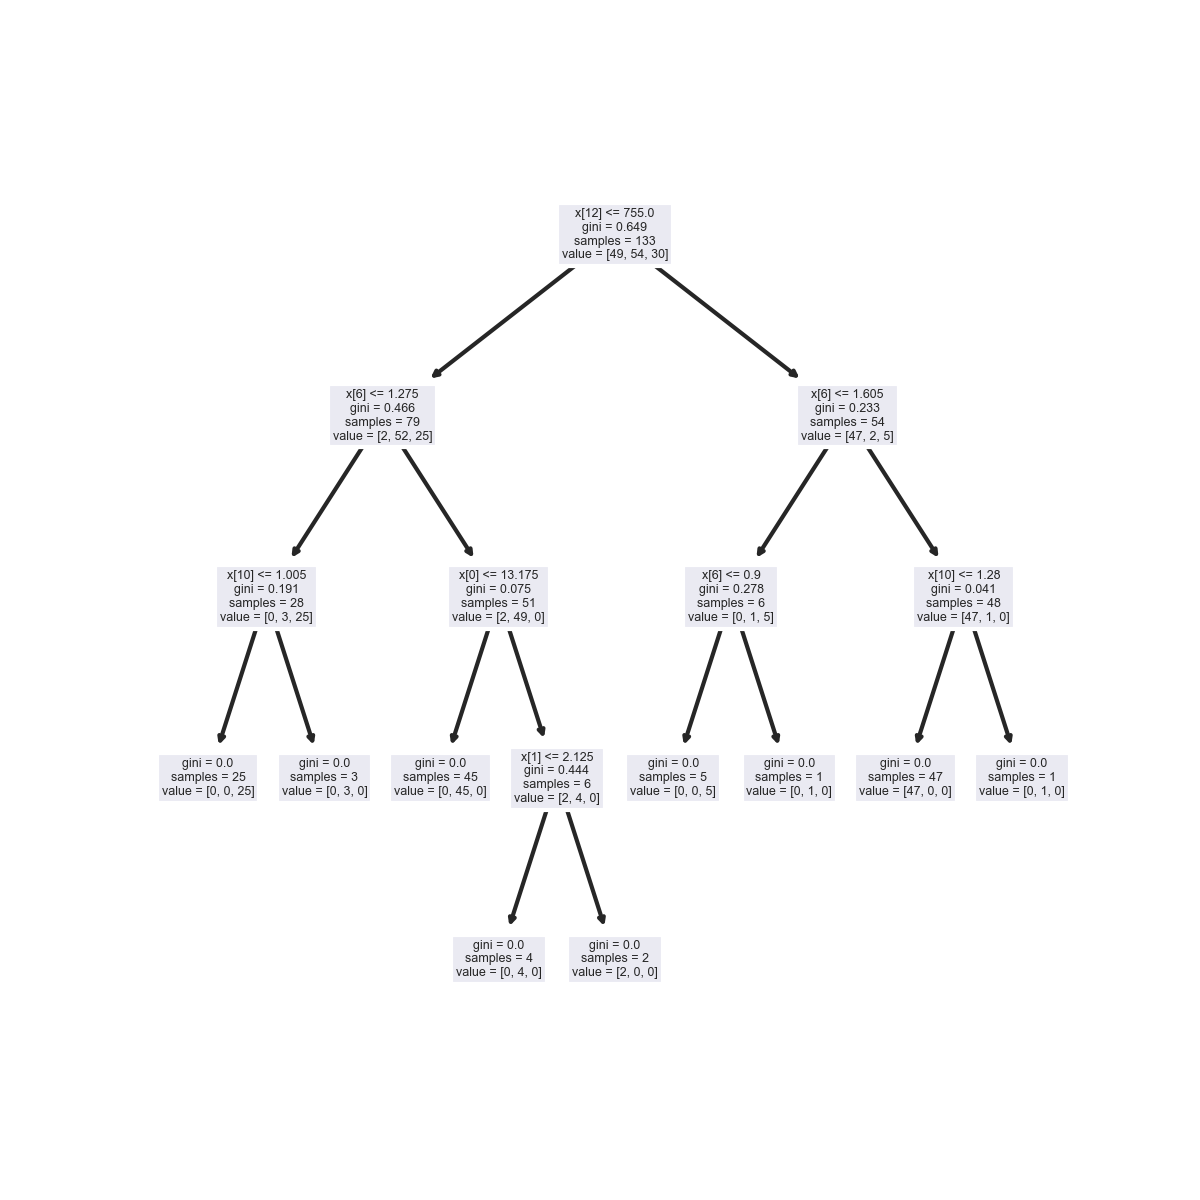 x[12] <= 755.0
gini = 0.649
samples = 133
value = [49, 54, 30]
x[6] <= 1.275
gini = 0.466
samples = 79
value = [2, 52, 25]
x[6] <= 1.605
gini = 0.233
samples = 54
value = [47, 2, 5]
x[10] <= 1.005
gini = 0.191
samples = 28
value = [0, 3, 25]
x[0] <= 13.175
gini = 0.075
samples = 51
value = [2, 49, 0]
x[6] <= 0.9
gini = 0.278
samples = 6
value = [0, 1, 5]
x[10] <= 1.28
gini = 0.041
samples = 48
value = [47, 1, 0]
gini = 0.0
samples = 25
value = [0, 0, 25]
gini = 0.0
samples = 3
value = [0, 3, 0]
gini = 0.0
samples = 45
value = [0, 45, 0]
x[1] <= 2.125
gini = 0.444
samples = 6
value = [2, 4, 0]
gini = 0.0
samples = 5
value = [0, 0, 5]
gini = 0.0
samples = 1
value = [0, 1, 0]
gini = 0.0
samples = 47
value = [47, 0, 0]
gini = 0.0
samples = 1
value = [0, 1, 0]
gini = 0.0
samples = 4
value = [0, 4, 0]
gini = 0.0
samples = 2
value = [2, 0, 0]